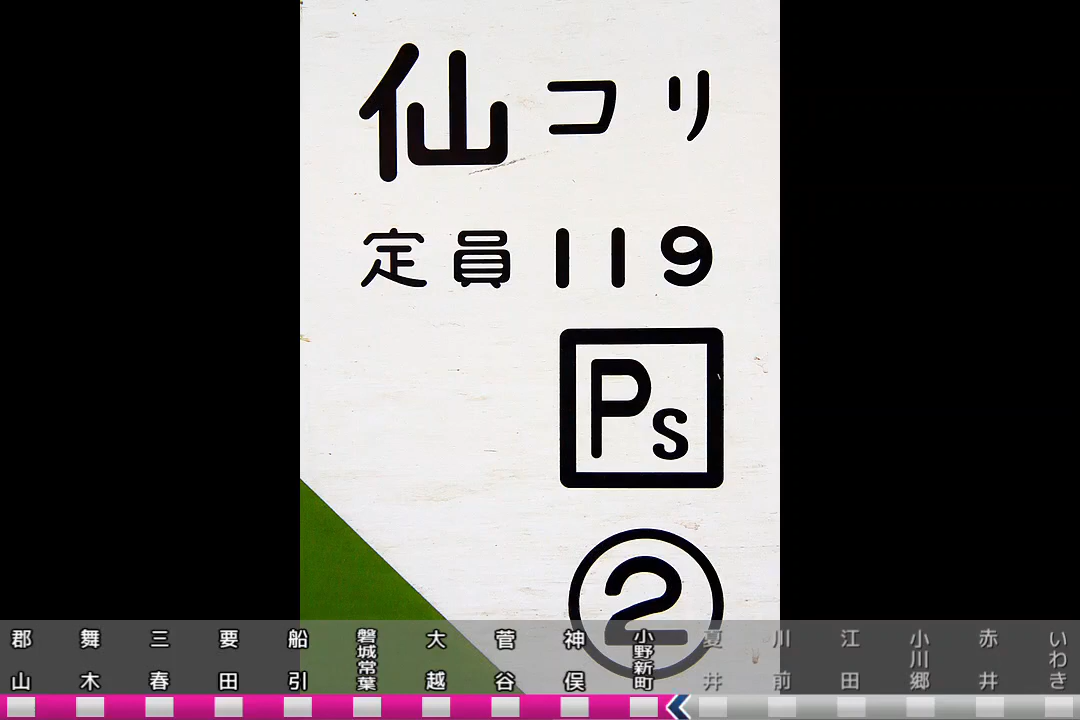 仙コリ
定員119
Ps
2
郡山 舞木 三春 要田 船引 磐城常葉 大越 菅谷 神俣 小野新町 夏井 川前 江田 小川郷 赤井 いわき